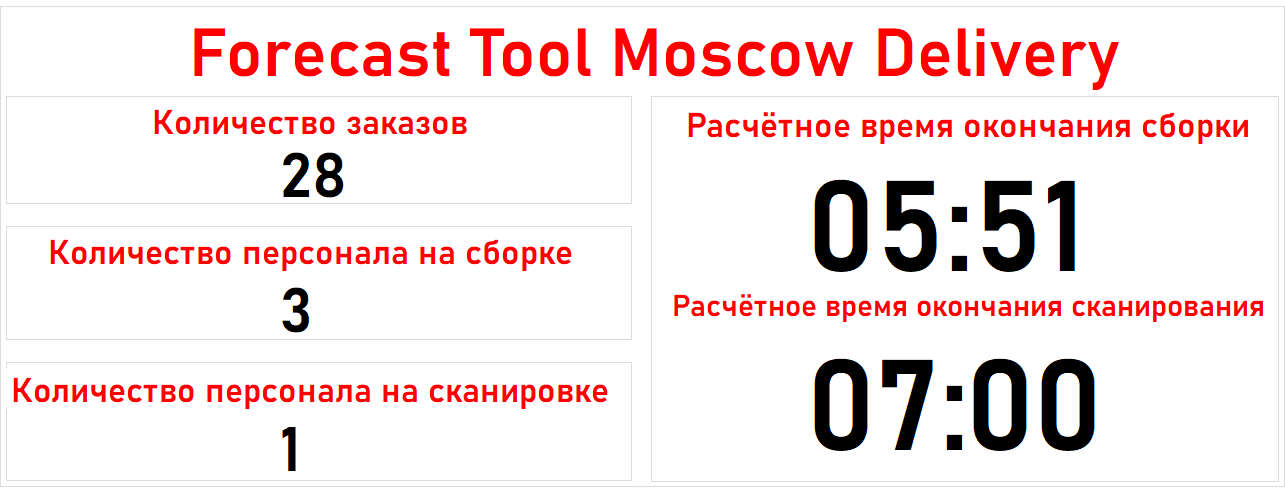 Forecast Tool Moscow Delivery
Количество заказов
28
Количество персонала на сборке
3
Количество персонала на сканировке
1
Расчётное время окончания сборки
05:51
Расчётное время окончания сканирования
07:00